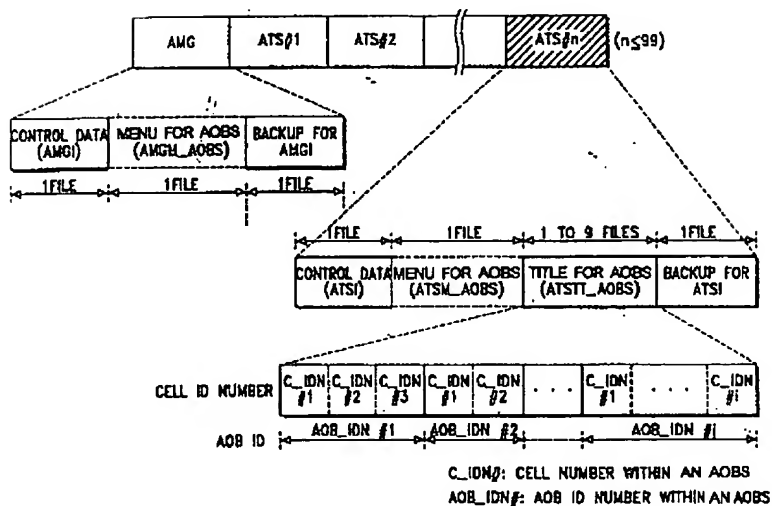 AMG ATS#1 ATS#2 ATS#n (n≤99)
CONTROL DATA (AMGI) MENU FOR AOBS (AMGM_AOBS) BACKUP FOR AMGI
1FILE 1FILE 1FILE
1FILE 1FILE 1 TO 9 FILES 1FILE
CONTROL DATA (ATSI) MENU FOR AOBS (ATSM_AOBS) TITLE FOR AOBS (ATSTT_AOBS) BACKUP FOR ATSI
CELL ID NUMBER C_IDN #1 C_IDN #2 C_IDN #3 C_IDN #1 C_IDN #2 . . . C_IDN #1 . . . C_IDN #i
AOB ID AOB_IDN #1 AOB_IDN #2 AOB_IDN #i
C_IDN#: CELL NUMBER WITHIN AN AOBS
AOB_IDN#: AOB ID NUMBER WITHIN AN AOBS